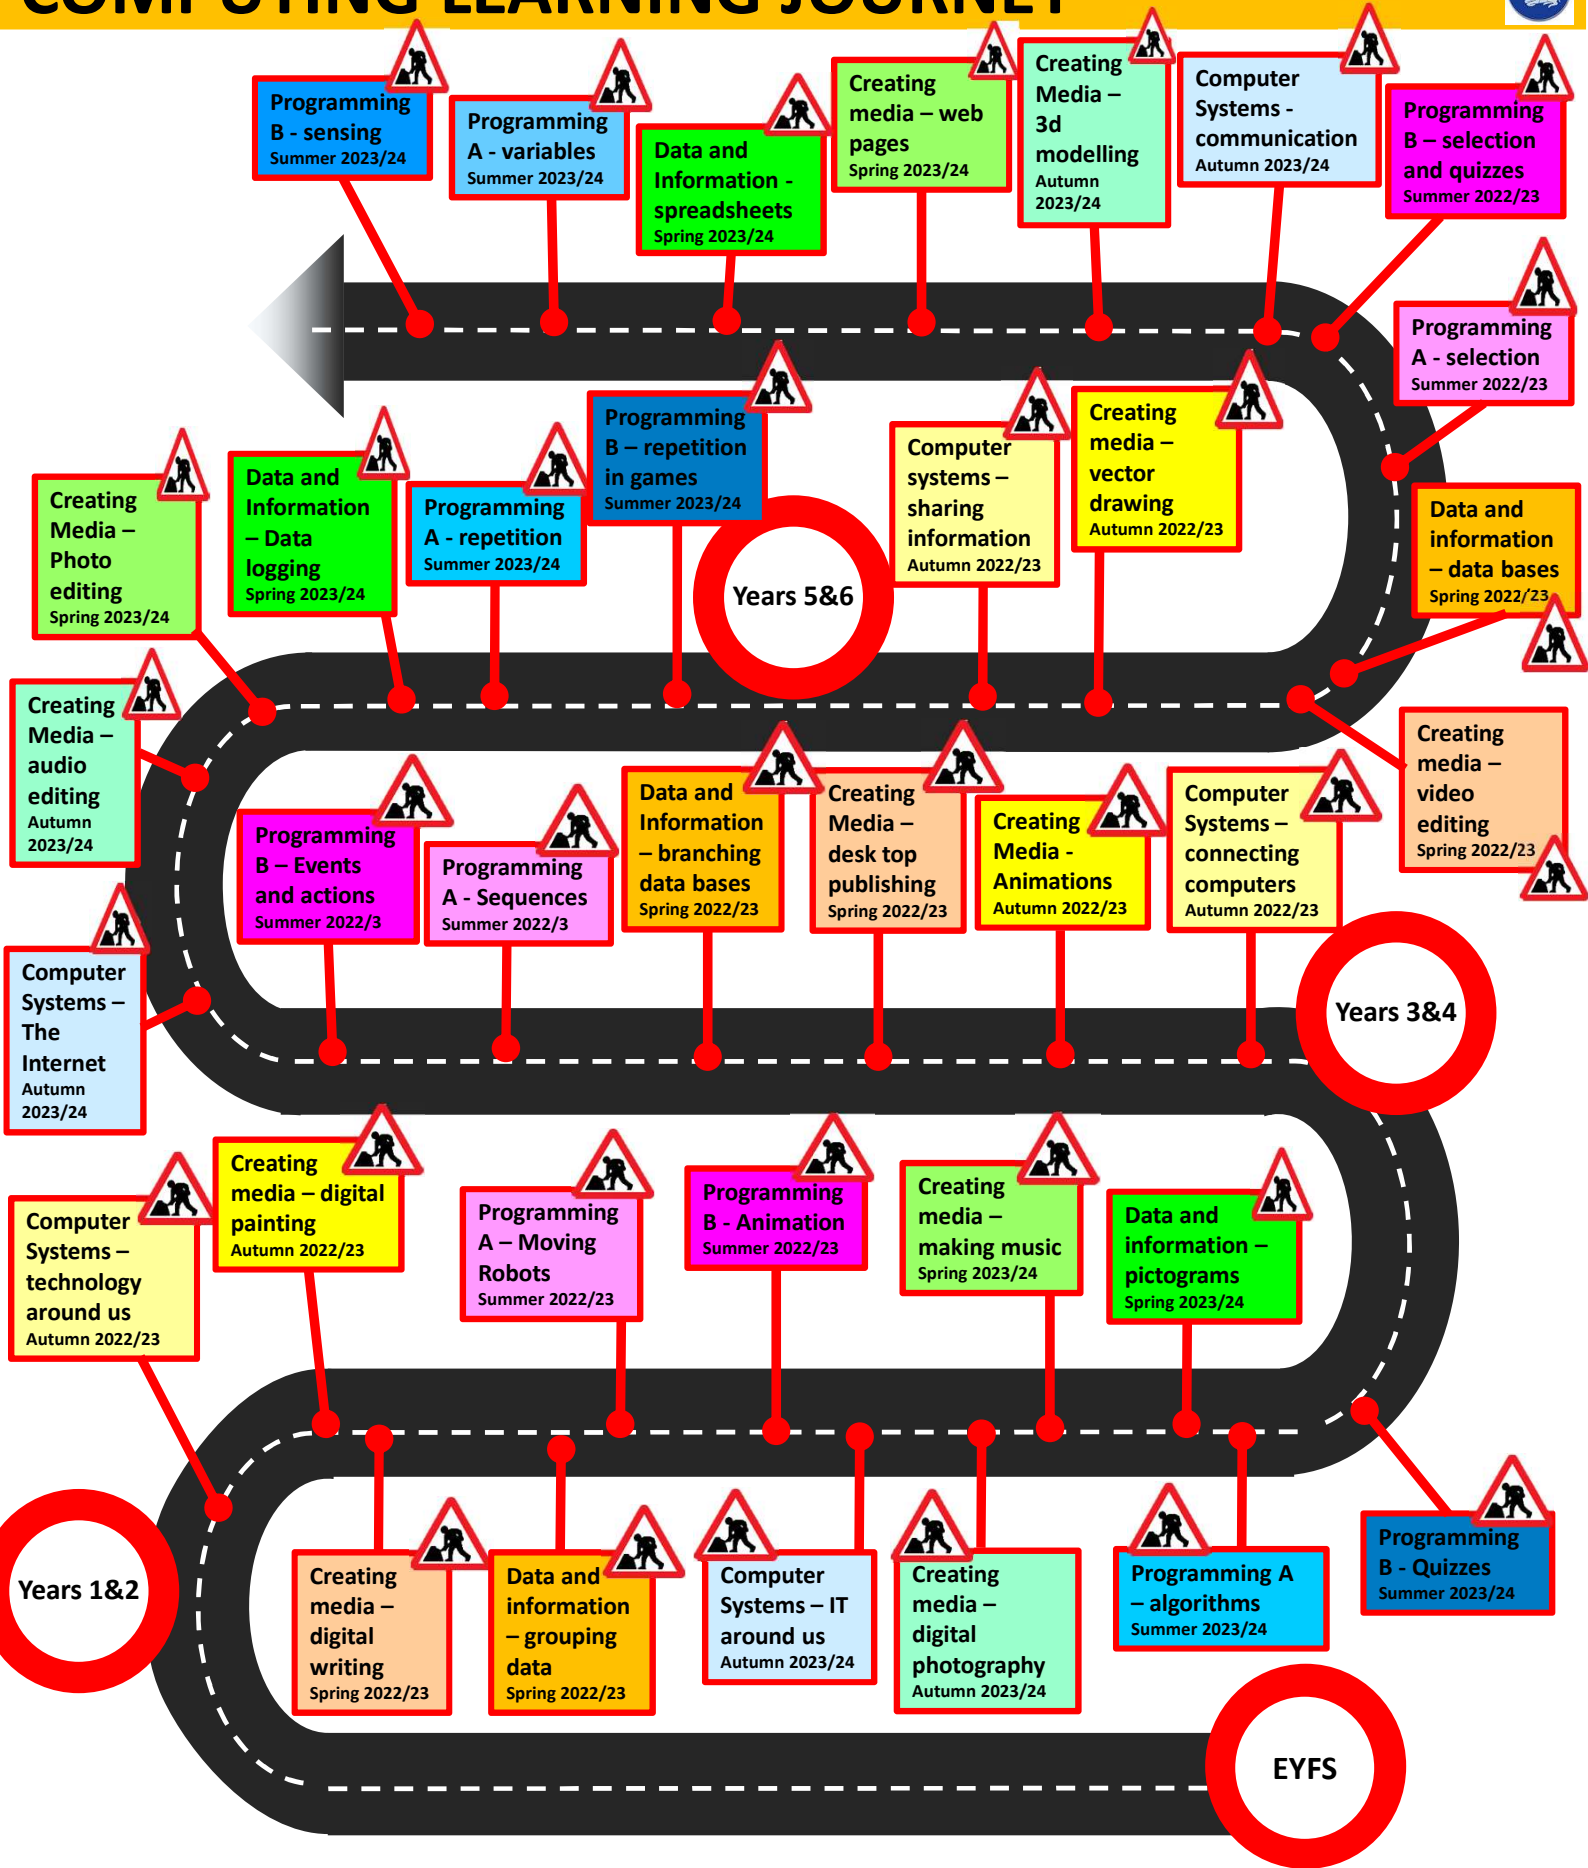 COMPUTING LEARNING JOURNEY
Programming
B - sensing
Summer 2023/24
Programming
A - variables
Summer 2023/24
Data and
Information -
spreadsheets
Spring 2023/24
Creating
media – web
pages
Spring 2023/24
Creating
Media –
3d
modelling
Autumn
2023/24
Computer
Systems -
communication
Autumn 2023/24
Programming
B – selection
and quizzes
Summer 2022/23
Programming
A - selection
Summer 2022/23
Creating
Media –
Photo
editing
Spring 2023/24
Data and
Information
– Data
logging
Spring 2023/24
Programming
A - repetition
Summer 2023/24
Programming
B – repetition
in games
Summer 2023/24
Years 5&6
Computer
systems –
sharing
information
Autumn 2022/23
Creating
media –
vector
drawing
Autumn 2022/23
Data and
information
– data bases
Spring 2022/23
Creating
Media –
audio
editing
Autumn
2023/24
Programming
B – Events
and actions
Summer 2022/3
Programming
A - Sequences
Summer 2022/3
Data and
Information
– branching
data bases
Spring 2022/23
Creating
Media –
desk top
publishing
Spring 2022/23
Creating
Media -
Animations
Autumn 2022/23
Computer
Systems –
connecting
computers
Autumn 2022/23
Creating
media –
video
editing
Spring 2022/23
Computer
Systems –
The
Internet
Autumn
2023/24
Years 3&4
Computer
Systems –
technology
around us
Autumn 2022/23
Creating
media – digital
painting
Autumn 2022/23
Programming
A – Moving
Robots
Summer 2022/23
Programming
B - Animation
Summer 2022/23
Creating
media –
making music
Spring 2023/24
Data and
information –
pictograms
Spring 2023/24
Years 1&2
Creating
media –
digital
writing
Spring 2022/23
Data and
information
– grouping
data
Spring 2022/23
Computer
Systems – IT
around us
Autumn 2023/24
Creating
media –
digital
photography
Autumn 2023/24
Programming A
– algorithms
Summer 2023/24
Programming
B - Quizzes
Summer 2023/24
EYFS